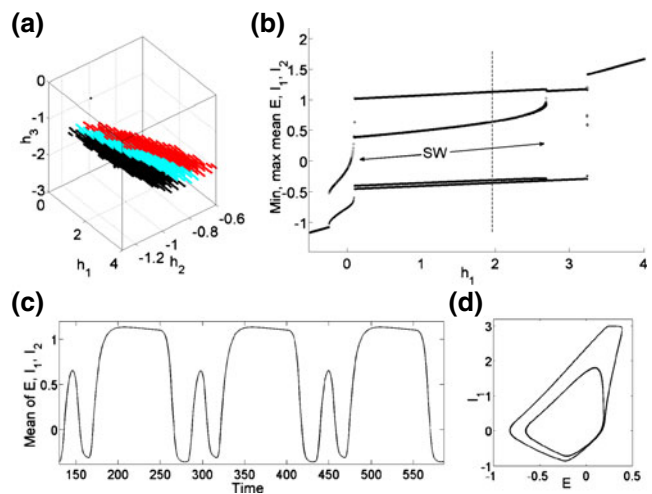 (a)
0
-1
-2
-3
h3
0
2
4
h1
-1.2
-1
-0.8
-0.6
h2
(b)
Min, max mean E, I1, I2
2
1.5
1
0.5
0
-0.5
-1
SW
0
1
2
3
4
h1
(c)
Mean of E, I1, I2
1
0.5
0
150 200 250 300 350 400 450 500 550
Time
(d)
I1
3
2
1
0
-1
-1 -0.5 0 0.5
E